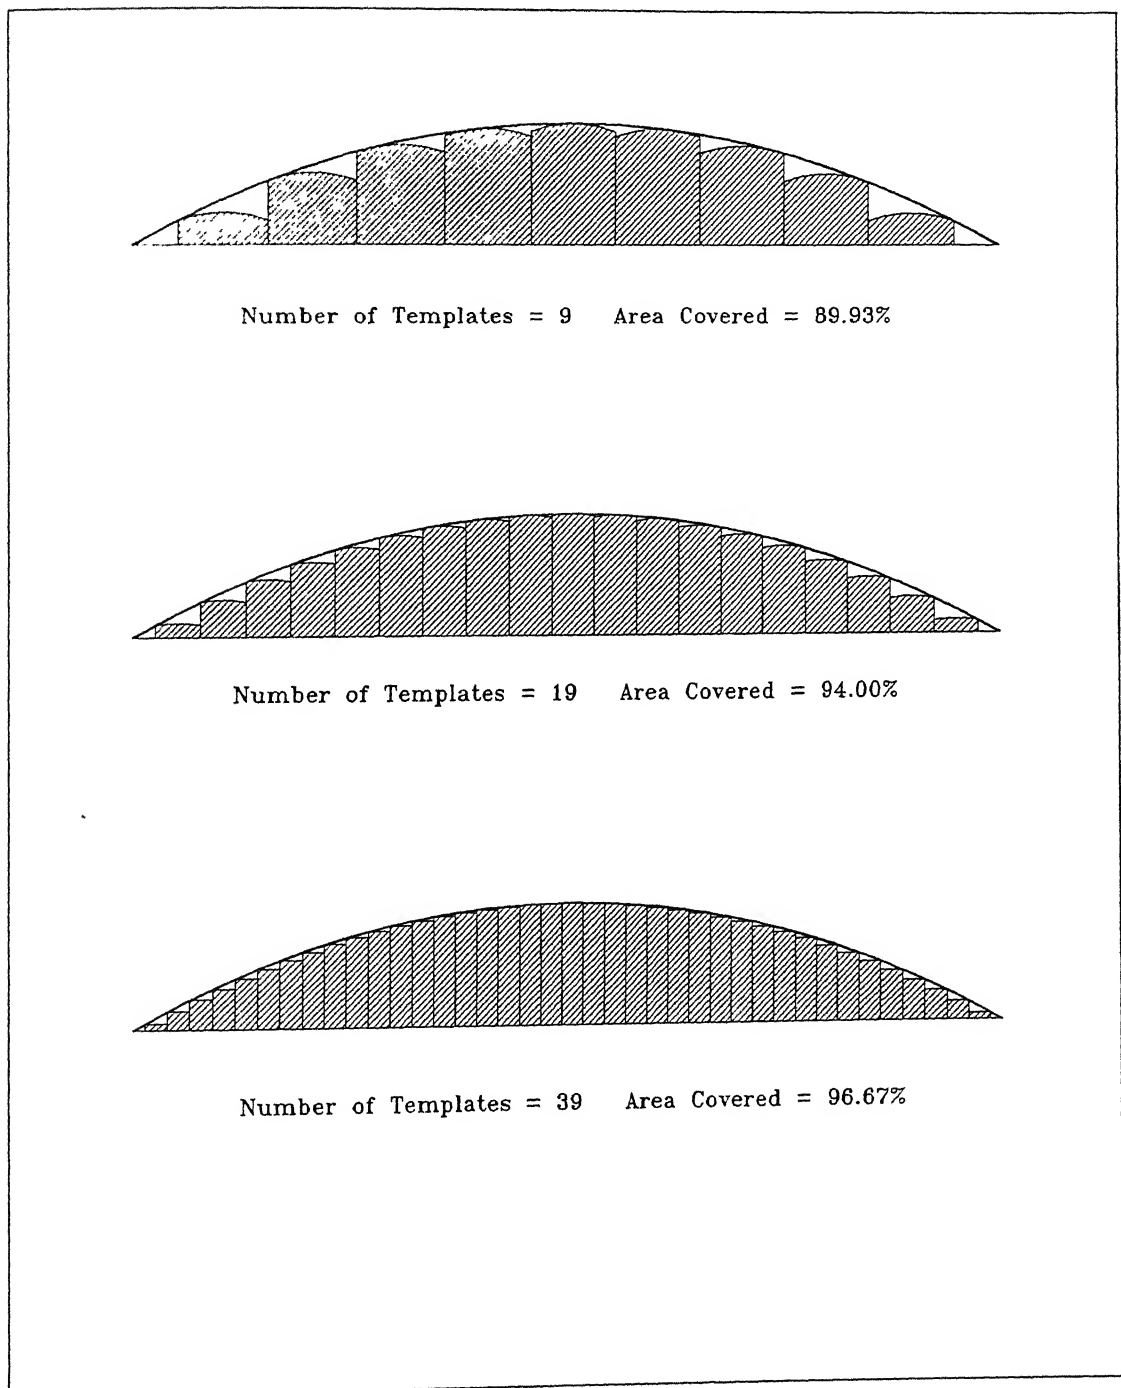 Number of Templates = 9 Area Covered = 89.93%
Number of Templates = 19 Area Covered = 94.00%
Number of Templates = 39 Area Covered = 96.67%